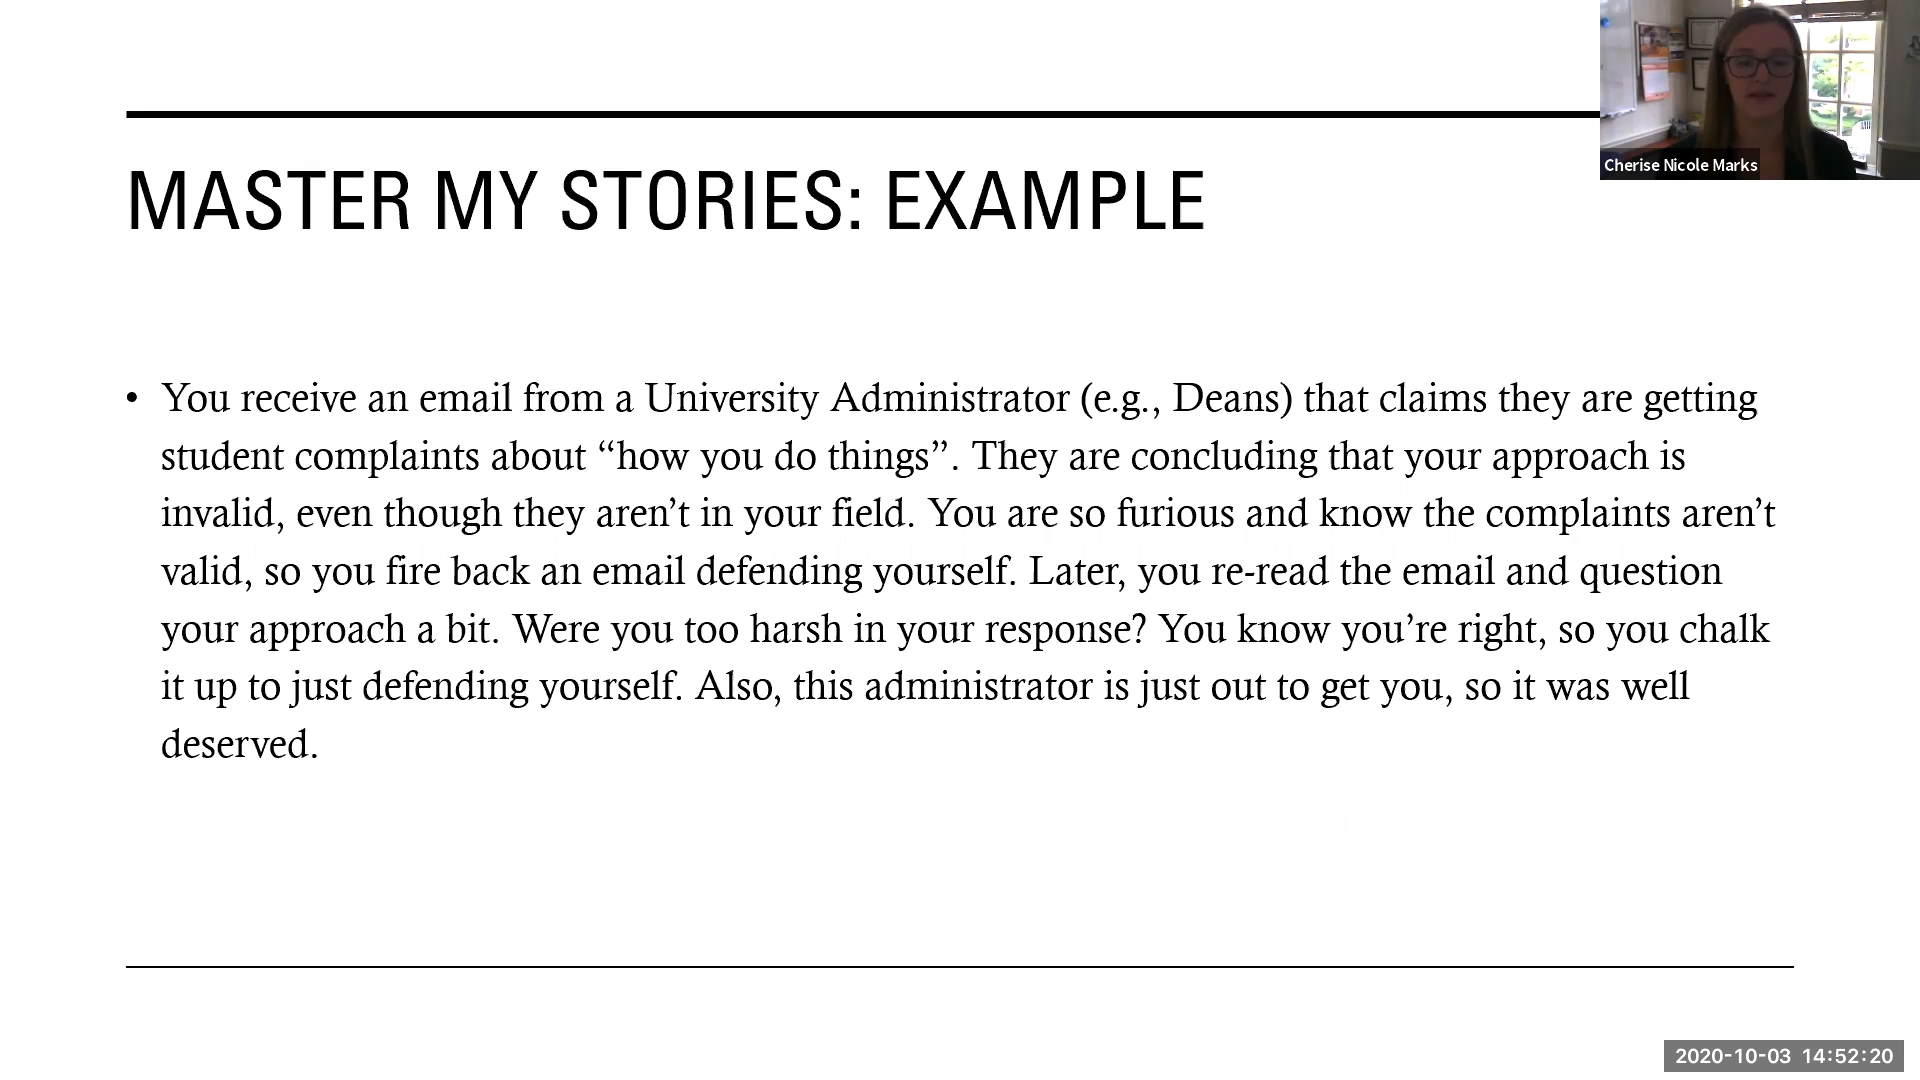 Cherise Nicole Marks
MASTER MY STORIES: EXAMPLE
• You receive an email from a University Administrator (e.g., Deans) that claims they are getting
student complaints about “how you do things”. They are concluding that your approach is
invalid, even though they aren’t in your field. You are so furious and know the complaints aren’t
valid, so you fire back an email defending yourself. Later, you re-read the email and question
your approach a bit. Were you too harsh in your response? You know you’re right, so you chalk
it up to just defending yourself. Also, this administrator is just out to get you, so it was well
deserved.
2020-10-03 14:52:20